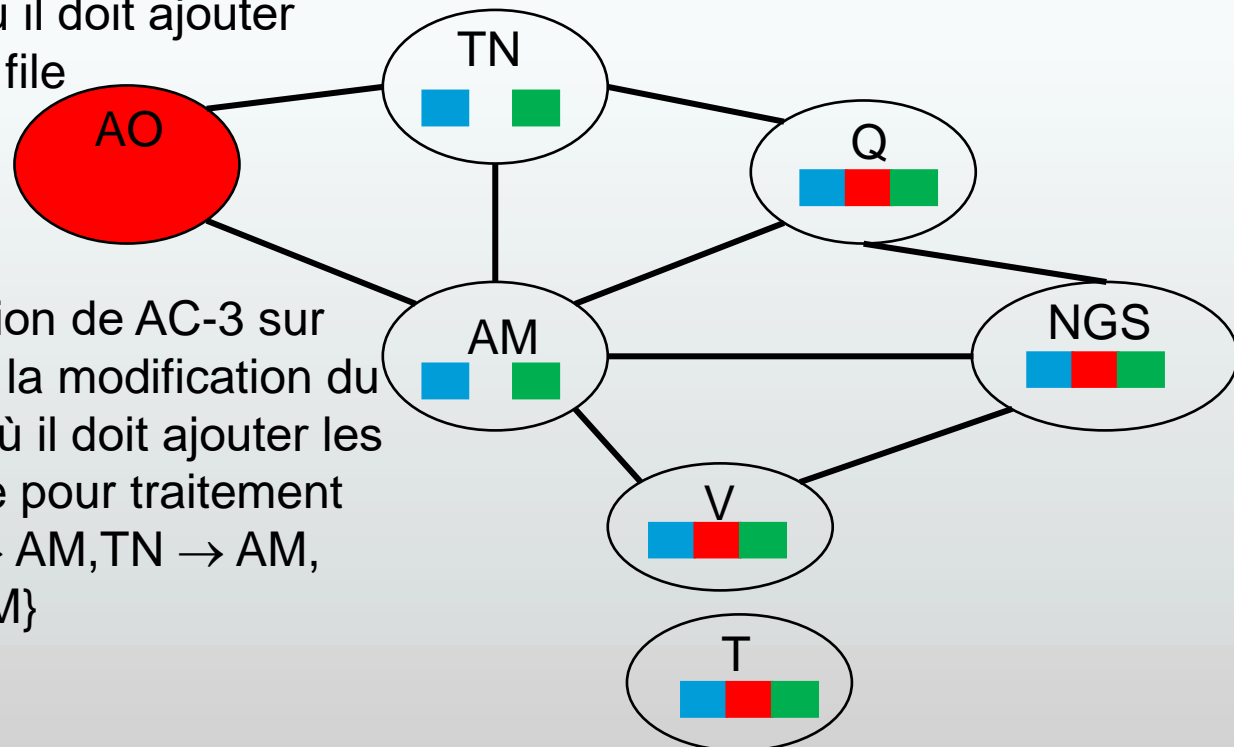 ù il doit ajouter
file
TN
AO
Q
ion de AC-3 sur
la modification du
ù il doit ajouter les
e pour traitement
AM,TN → AM,
M}
AM
NGS
V
T